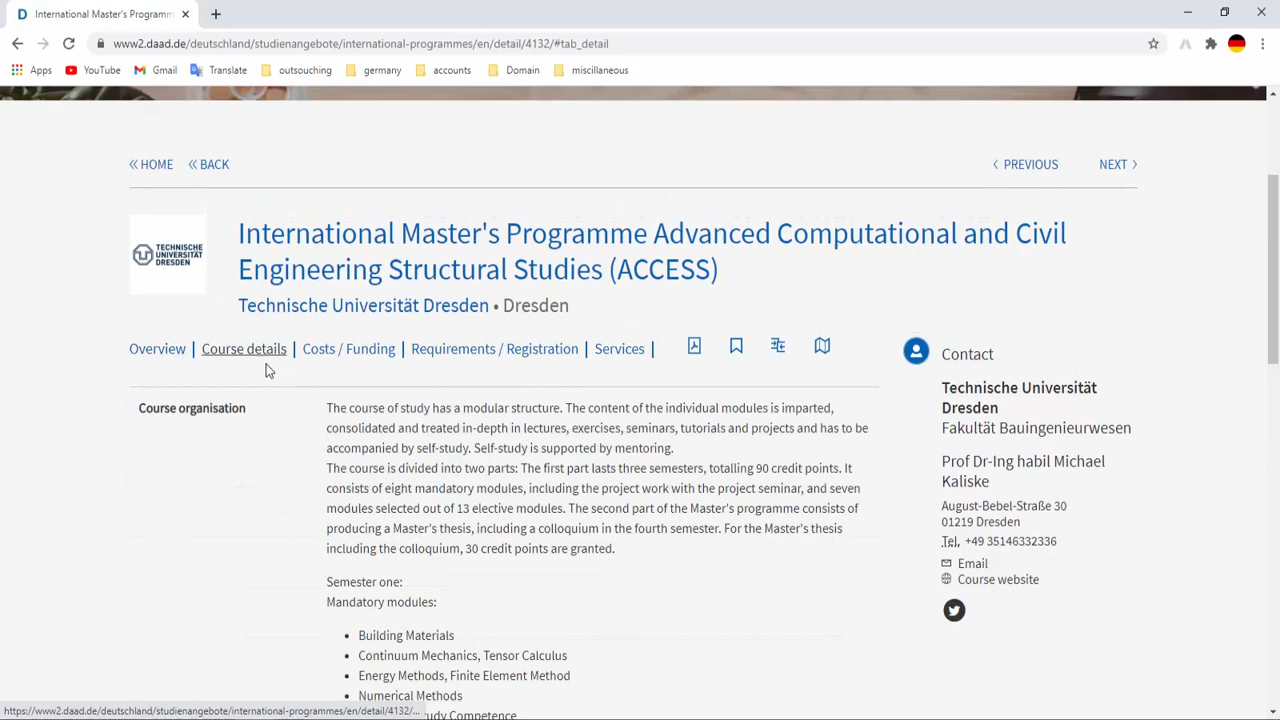 International Master's Programm
www2.daad.de/deutschland/studienangebote/international-programmes/en/detail/4132/#tab_detail
Apps YouTube Gmail Translate outsouching germany accounts Domain miscillaneous
HOME BACK PREVIOUS NEXT
TECHNISCHE
UNIVERSITÄT
DRESDEN
International Master's Programme Advanced Computational and Civil
Engineering Structural Studies (ACCESS)
Technische Universität Dresden • Dresden
Overview | Course details | Costs / Funding | Requirements / Registration | Services |
Course organisation
The course of study has a modular structure. The content of the individual modules is imparted,
consolidated and treated in-depth in lectures, exercises, seminars, tutorials and projects and has to be
accompanied by self-study. Self-study is supported by mentoring.
The course is divided into two parts: The first part lasts three semesters, totalling 90 credit points. It
consists of eight mandatory modules, including the project work with the project seminar, and seven
modules selected out of 13 elective modules. The second part of the Master's programme consists of
producing a Master's thesis, including a colloquium in the fourth semester. For the Master's thesis
including the colloquium, 30 credit points are granted.
Semester one:
Mandatory modules:
• Building Materials
• Continuum Mechanics, Tensor Calculus
• Energy Methods, Finite Element Method
• Numerical Methods
Study Competence
Contact
Technische Universität
Dresden
Fakultät Bauingenieurwesen
Prof Dr-Ing habil Michael
Kaliske
August-Bebel-Straße 30
01219 Dresden
Tel. +49 35146332336
Email
Course website
https://www2.daad.de/deutschland/studienangebote/international-programmes/en/detail/4132/...